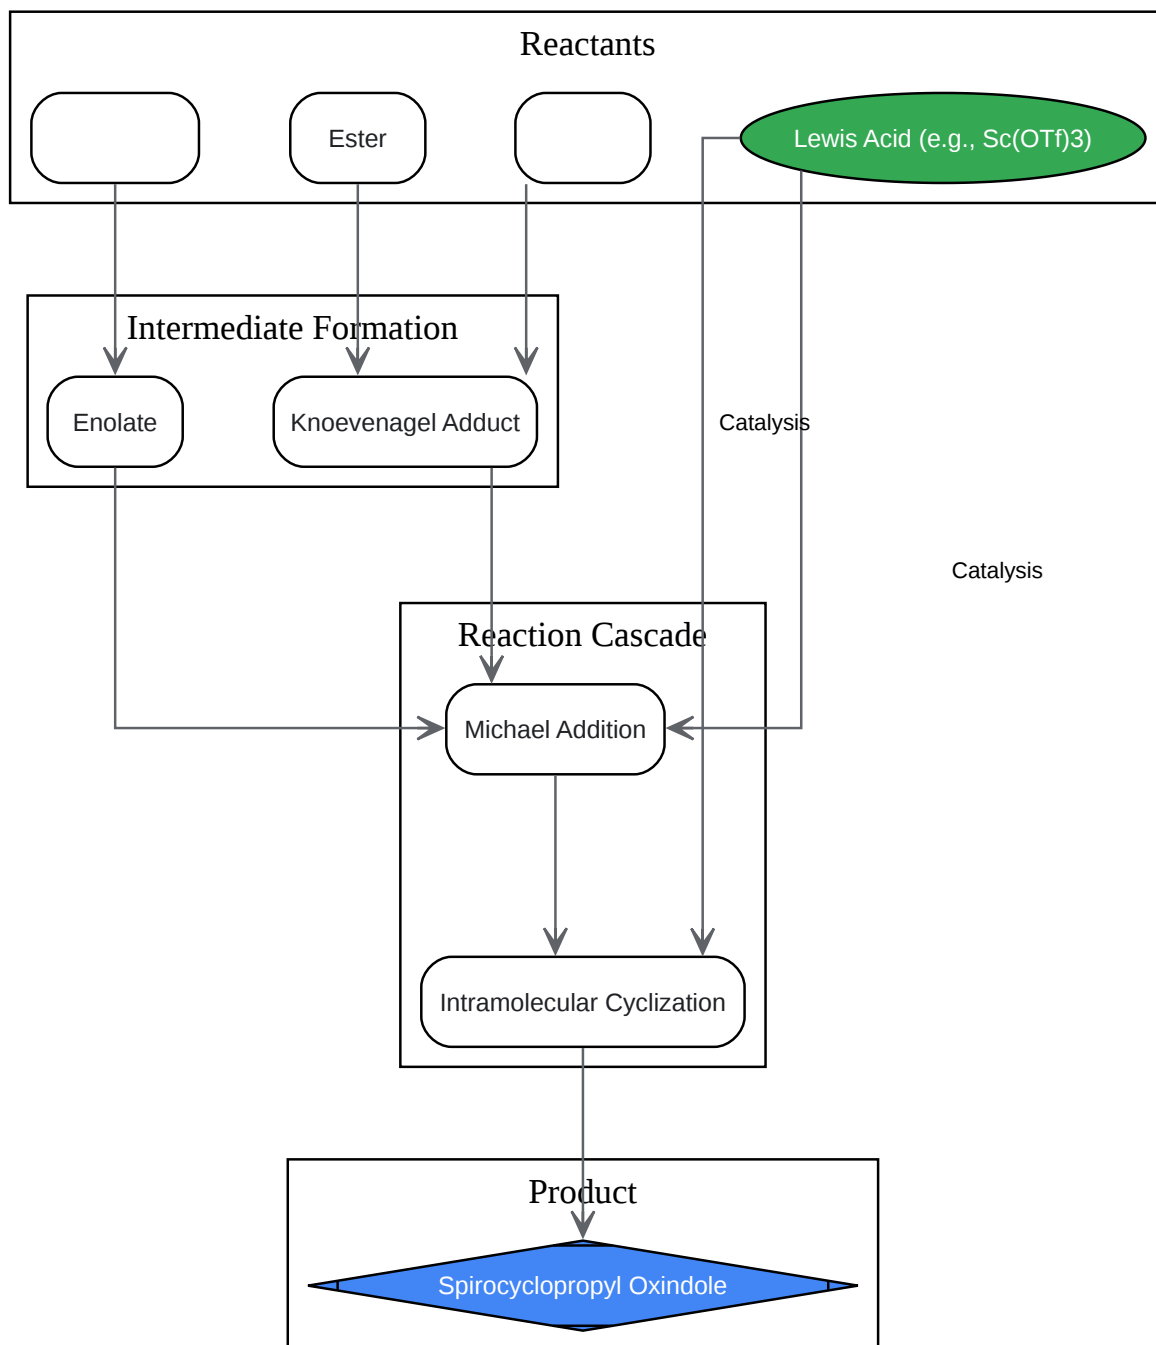 Reactants
Ester
Lewis Acid (e.g., Sc(OTf)3)
Intermediate Formation
Enolate
Knoevenagel Adduct
Catalysis
Catalysis
Reaction Cascade
Michael Addition
Intramolecular Cyclization
Product
Spirocyclopropyl Oxindole